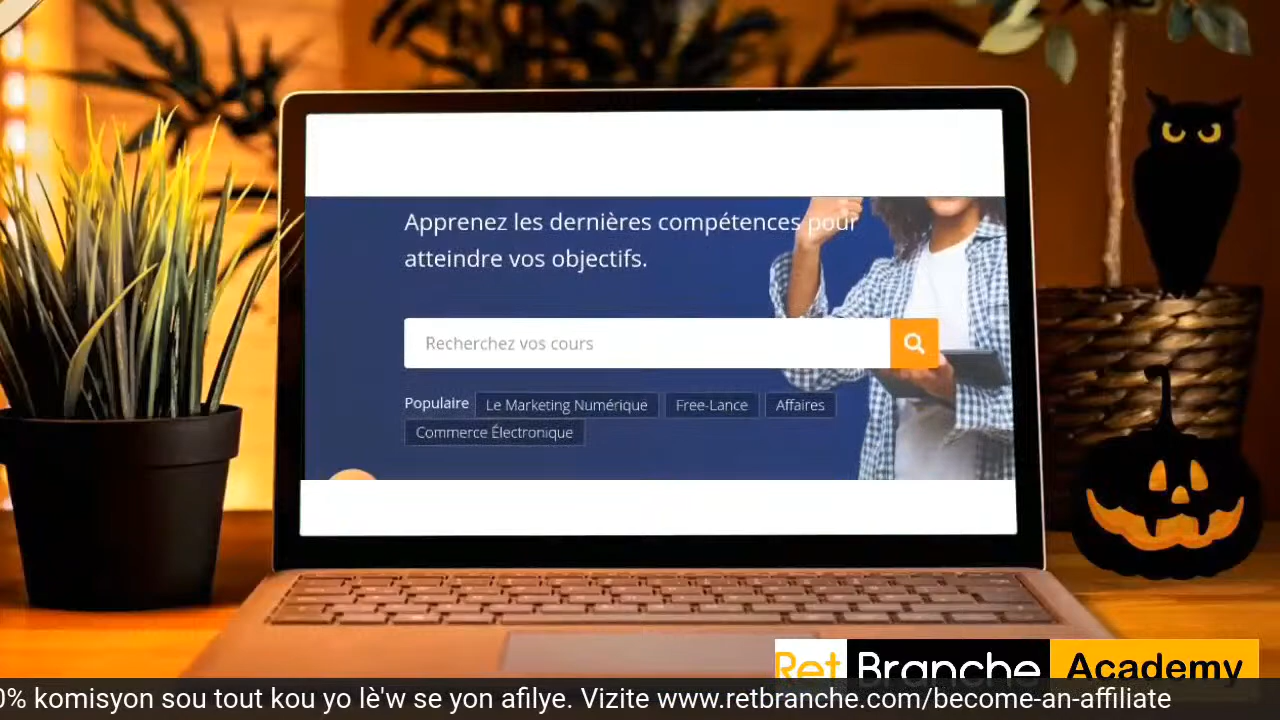 Apprenez les dernières compétences pour
atteindre vos objectifs.
Recherchez vos cours
Populaire Le Marketing Numérique Free-Lance Affaires
Commerce Électronique
Ret Branche Academy
0% komisyon sou tout kou yo lè'w se yon afilye. Vizite www.retbranche.com/become-an-affiliate